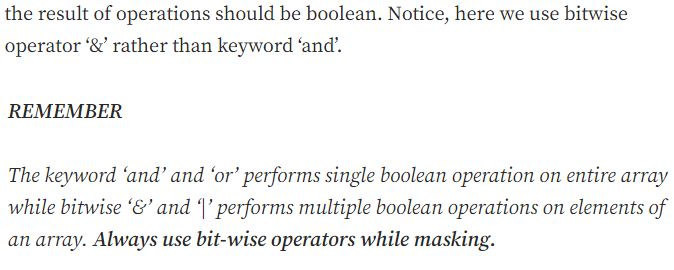 the result of operations should be boolean. Notice, here we use bitwise
operator ‘&’ rather than keyword ‘and’.
REMEMBER
The keyword ‘and’ and ‘or’ performs single boolean operation on entire array
while bitwise ‘&’ and ‘|’ performs multiple boolean operations on elements of
an array. Always use bit-wise operators while masking.